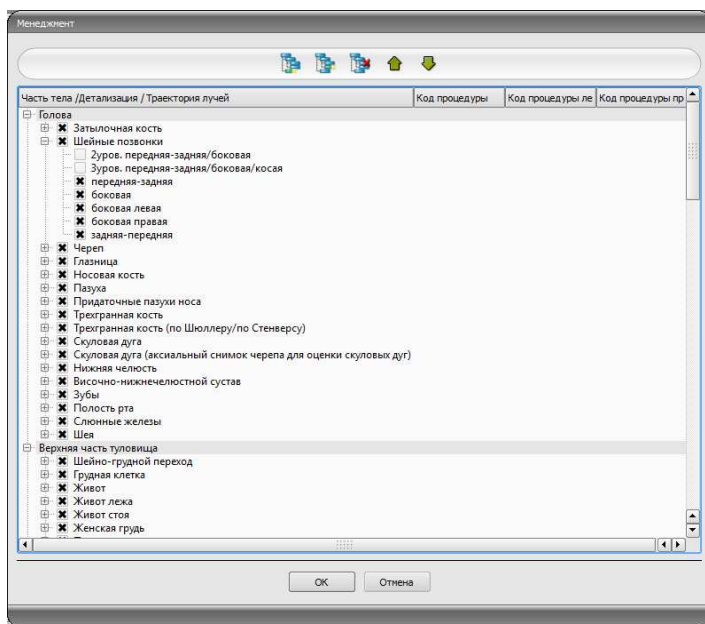 Менеджмент
Часть тела /Детализация / Траектория лучей Код процедуры Код процедуры ле Код процедуры пр
Голова
Затылочная кость
Шейные позвонки
2уров. передняя-задняя/боковая
3уров. передняя-задняя/боковая/косая
передняя-задняя
боковая
боковая левая
боковая правая
задняя-передняя
Череп
Глазница
Носовая кость
Пазуха
Придаточные пазухи носа
Трехгранная кость
Трехгранная кость (по Шюллеру/по Стенверсу)
Скуловая дуга
Скуловая дуга (аксиальный снимок черепа для оценки скуловых дуг)
Нижняя челюсть
Височно-нижнечелюстной сустав
Зубы
Полость рта
Слюнные железы
Шея
Верхняя часть туловища
Шейно-грудной переход
Грудная клетка
Живот
Живот лежа
Живот стоя
Женская грудь
OK Отмена